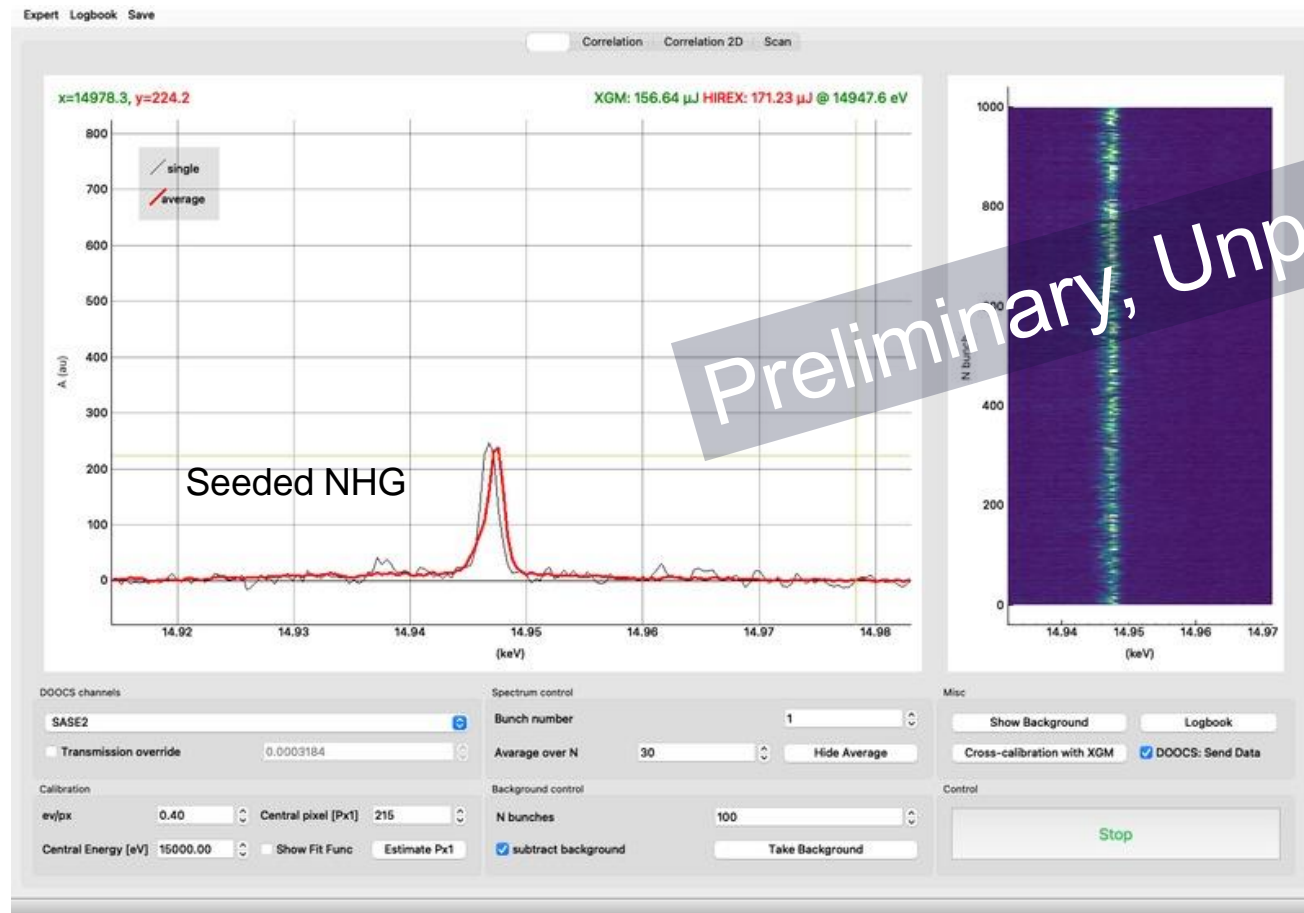 Expert Logbook Save
Correlation Correlation 2D Scan
x=14978.3, y=224.2
XGM: 156.64 μJ HIREX: 171.23 μJ @ 14947.6 eV
single
average
800
700
600
500
400
300
200
100
0
A (au)
Seeded NHG
14.92 14.93 14.94 14.95 14.96 14.97 14.98
(keV)
1000
800
400
200
0
N bunch
14.94 14.95 14.96 14.97
(keV)
Preliminary, Unp
DOOCS channels
SASE2
Transmission override 0.0003184
Spectrum control
Bunch number 1
Avarage over N 30 Hide Average
Misc
Show Background Logbook
Cross-calibration with XGM DOOCS: Send Data
Calibration
ev/px 0.40 Central pixel [Px1] 215
Central Energy [eV] 15000.00 Show Fit Func Estimate Px1
Background control
N bunches 100
subtract background Take Background
Control
Stop